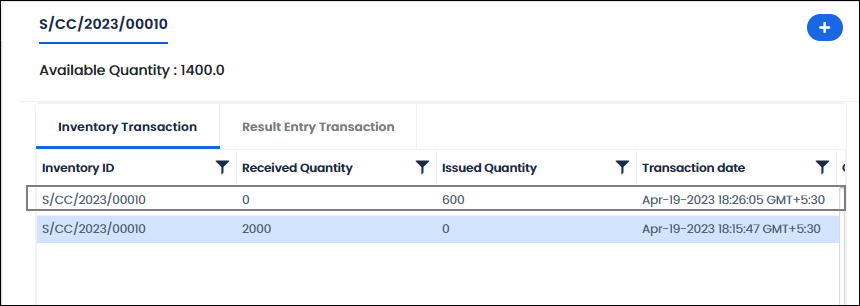 S/CC/2023/00010
+
Available Quantity : 1400.0
Inventory Transaction Result Entry Transaction
Inventory ID Received Quantity Issued Quantity Transaction date
S/CC/2023/00010 0 600 Apr-19-2023 18:26:05 GMT+5:30
S/CC/2023/00010 2000 0 Apr-19-2023 18:15:47 GMT+5:30